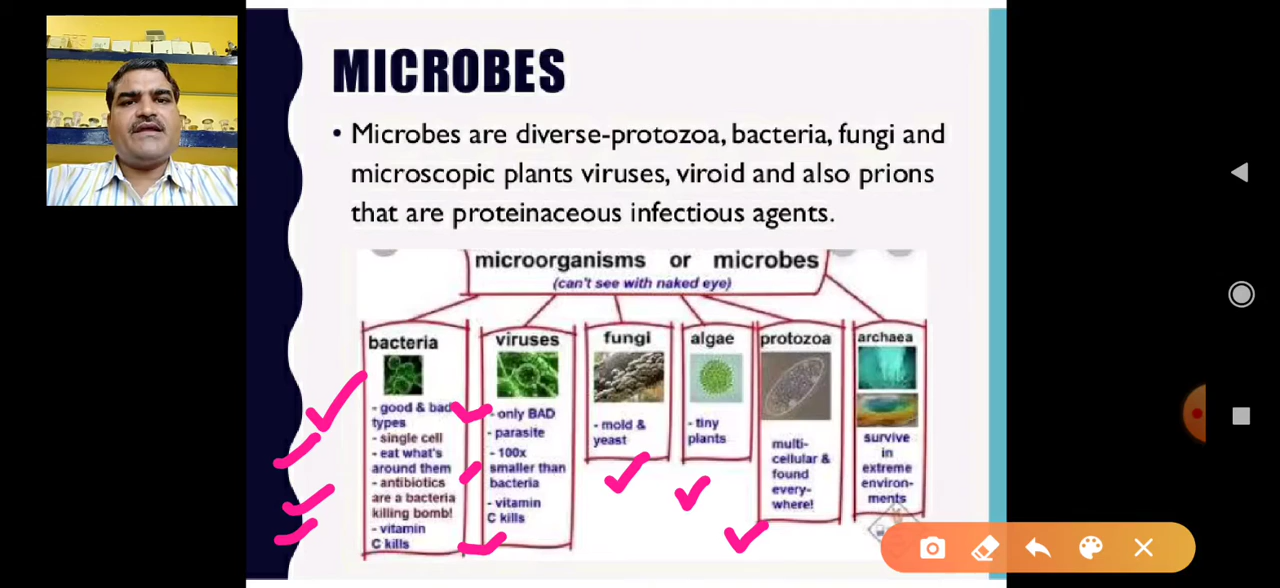 MICROBES
• Microbes are diverse-protozoa, bacteria, fungi and
microscopic plants viruses, viroid and also prions
that are proteinaceous infectious agents.
microorganisms or microbes
(can't see with naked eye)
bacteria
- good & bad
types
- single cell
- eat what's
around them
- antibiotics
are a bacteria
killing bomb!
- vitamin
C kills
viruses
- only BAD
- parasite
- 100x
smaller than
bacteria
- vitamin
C kills
fungi
- mold &
yeast
algae
- tiny
plants
protozoa
multi-
cellular &
found
every-
where!
archaea
survive
in
extreme
environ-
ments